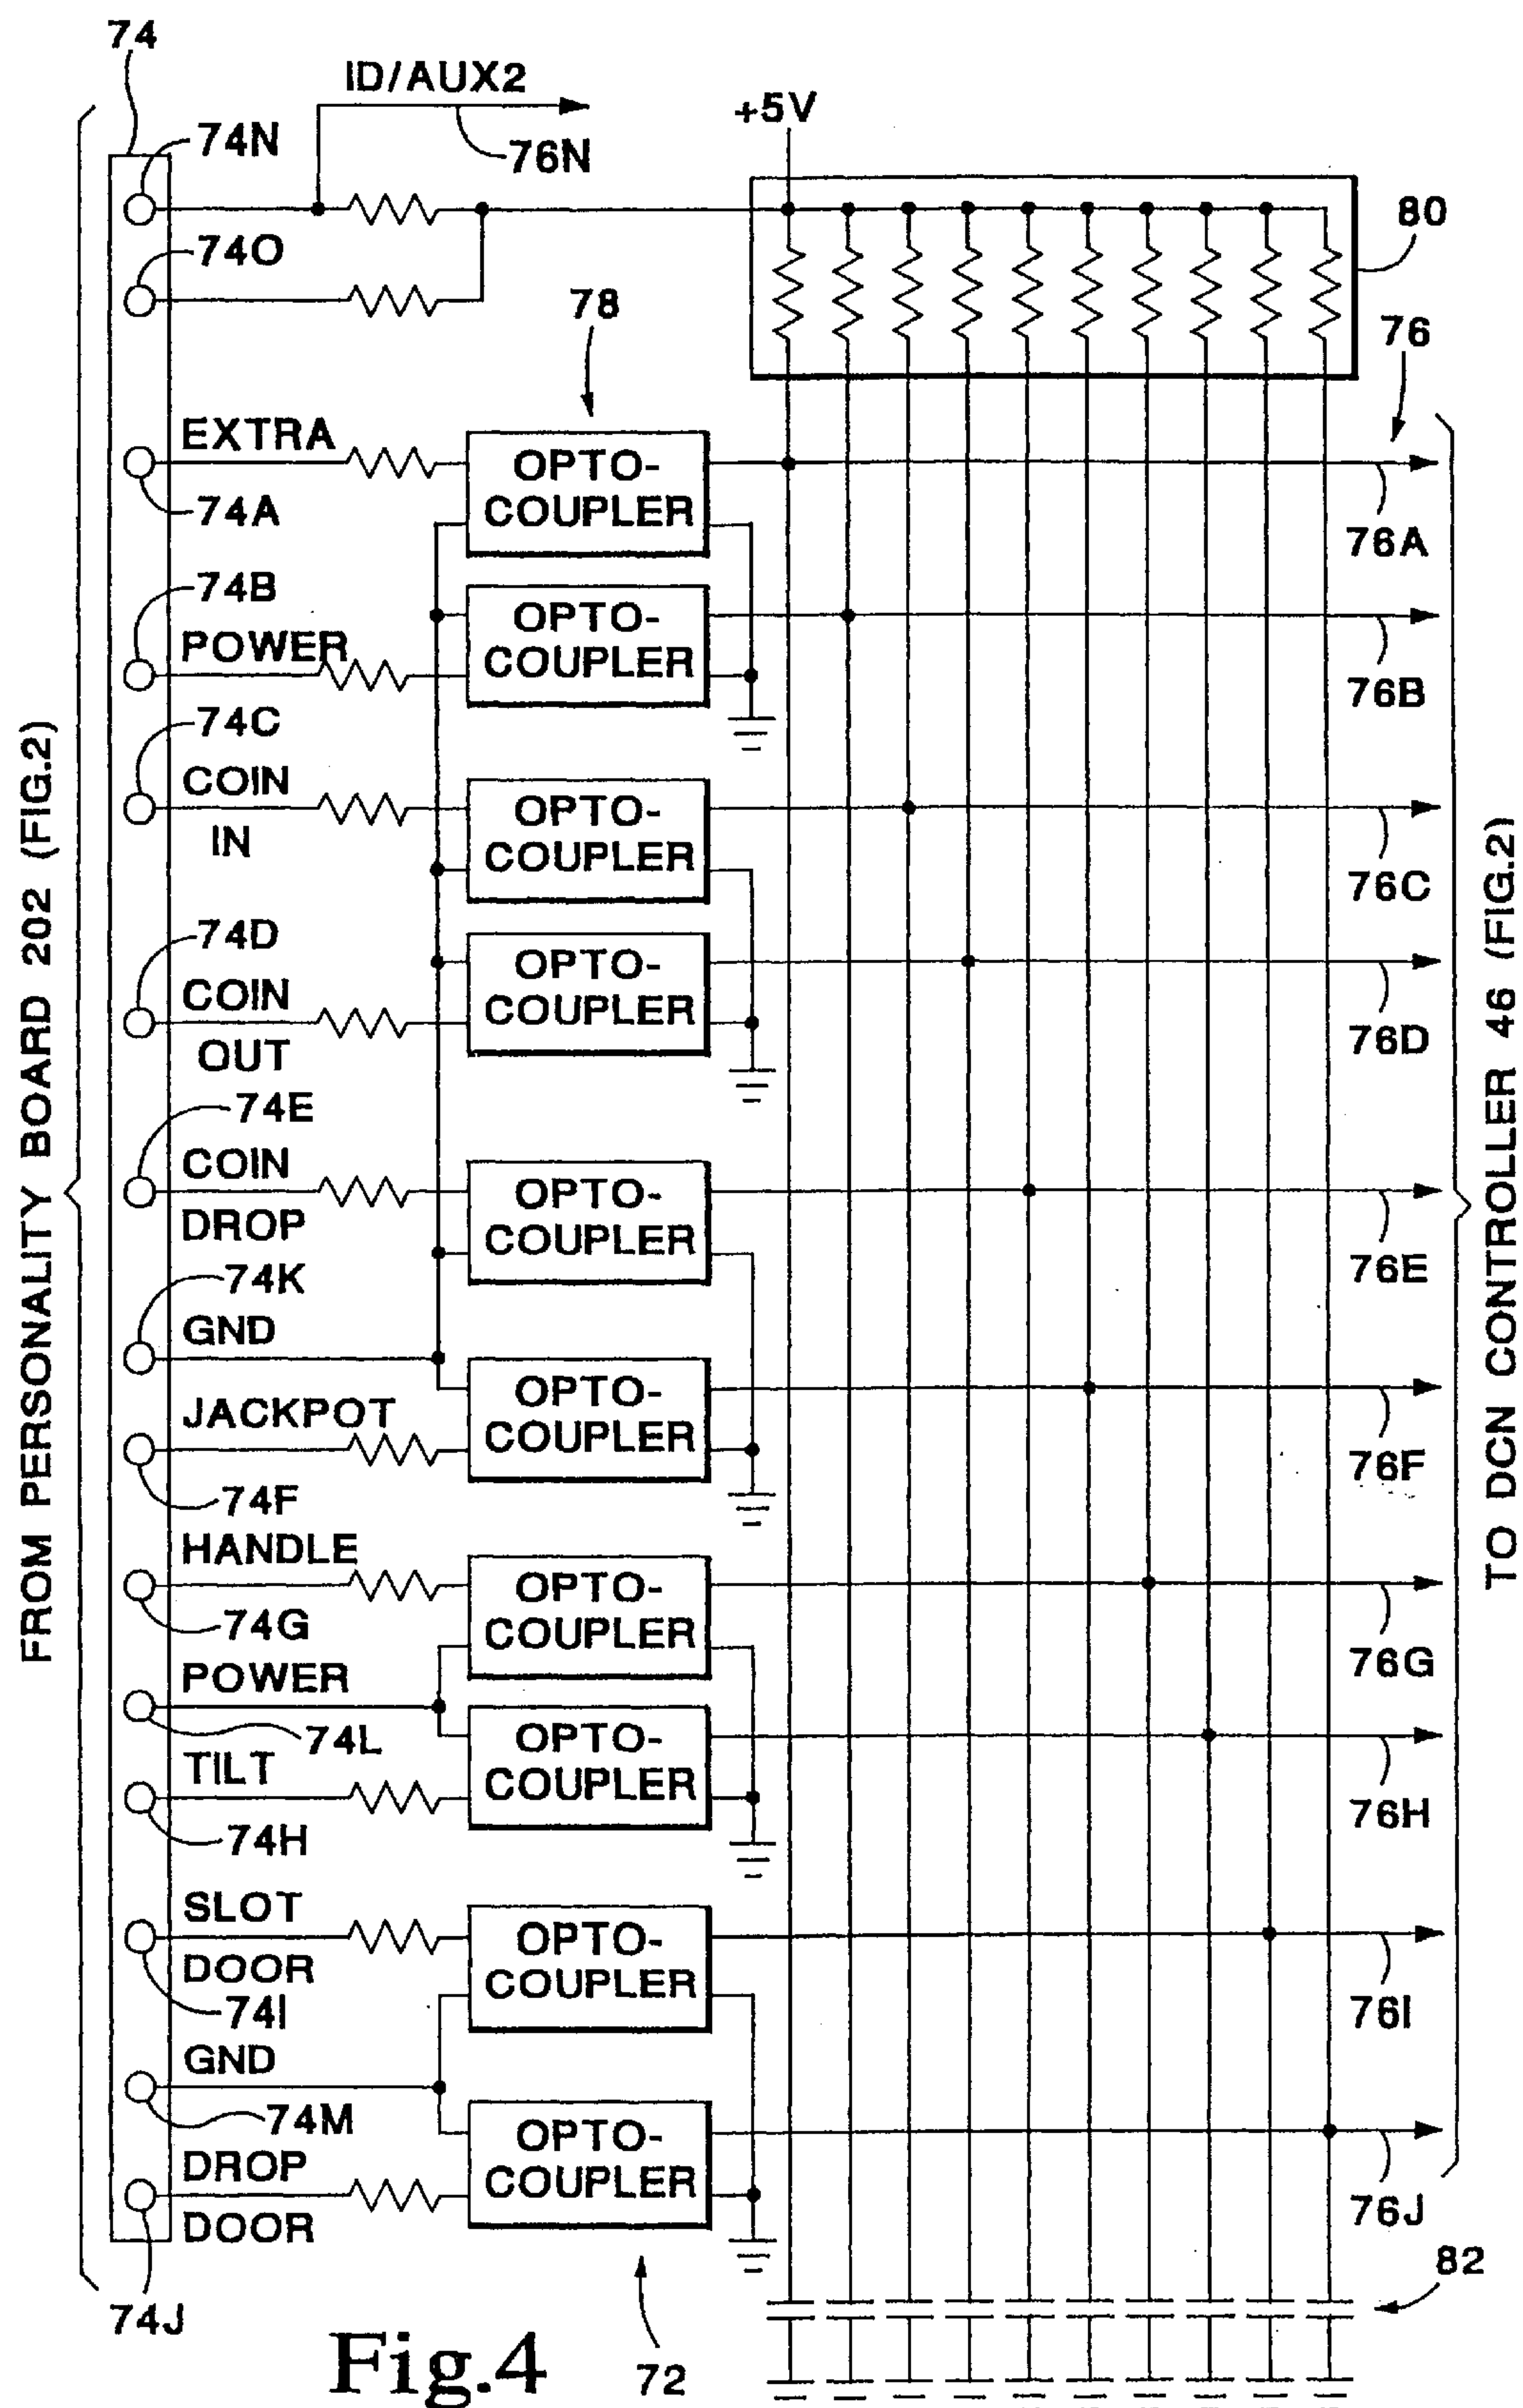 74
ID/AUX2
+5V
74N
76N
80
74O
78
76
EXTRA
OPTO-
COUPLER
74A
76A
74B
OPTO-
COUPLER
POWER
76B
74C
COIN
IN
OPTO-
COUPLER
76C
74D
COIN
OUT
OPTO-
COUPLER
76D
74E
COIN
DROP
OPTO-
COUPLER
76E
74K
GND
JACKPOT
OPTO-
COUPLER
74F
76F
HANDLE
OPTO-
COUPLER
74G
76G
POWER
74L
TILT
OPTO-
COUPLER
74H
76H
SLOT
DOOR
OPTO-
COUPLER
74I
76I
GND
74M
OPTO-
COUPLER
DROP
DOOR
76J
74J
82
72
FROM PERSONALITY BOARD 202 (FIG.2)
TO DCN CONTROLLER 46 (FIG.2)
Fig.4